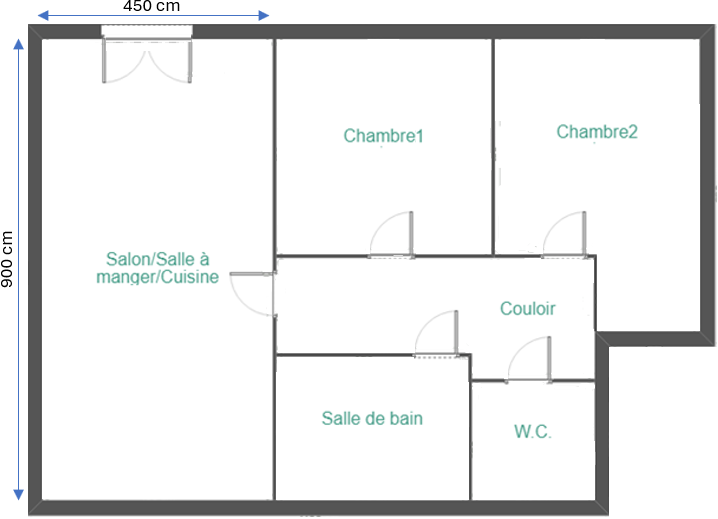 450 cm
900 cm
Chambre1
Chambre2
Salon/Salle à
manger/Cuisine
Couloir
Salle de bain
W.C.